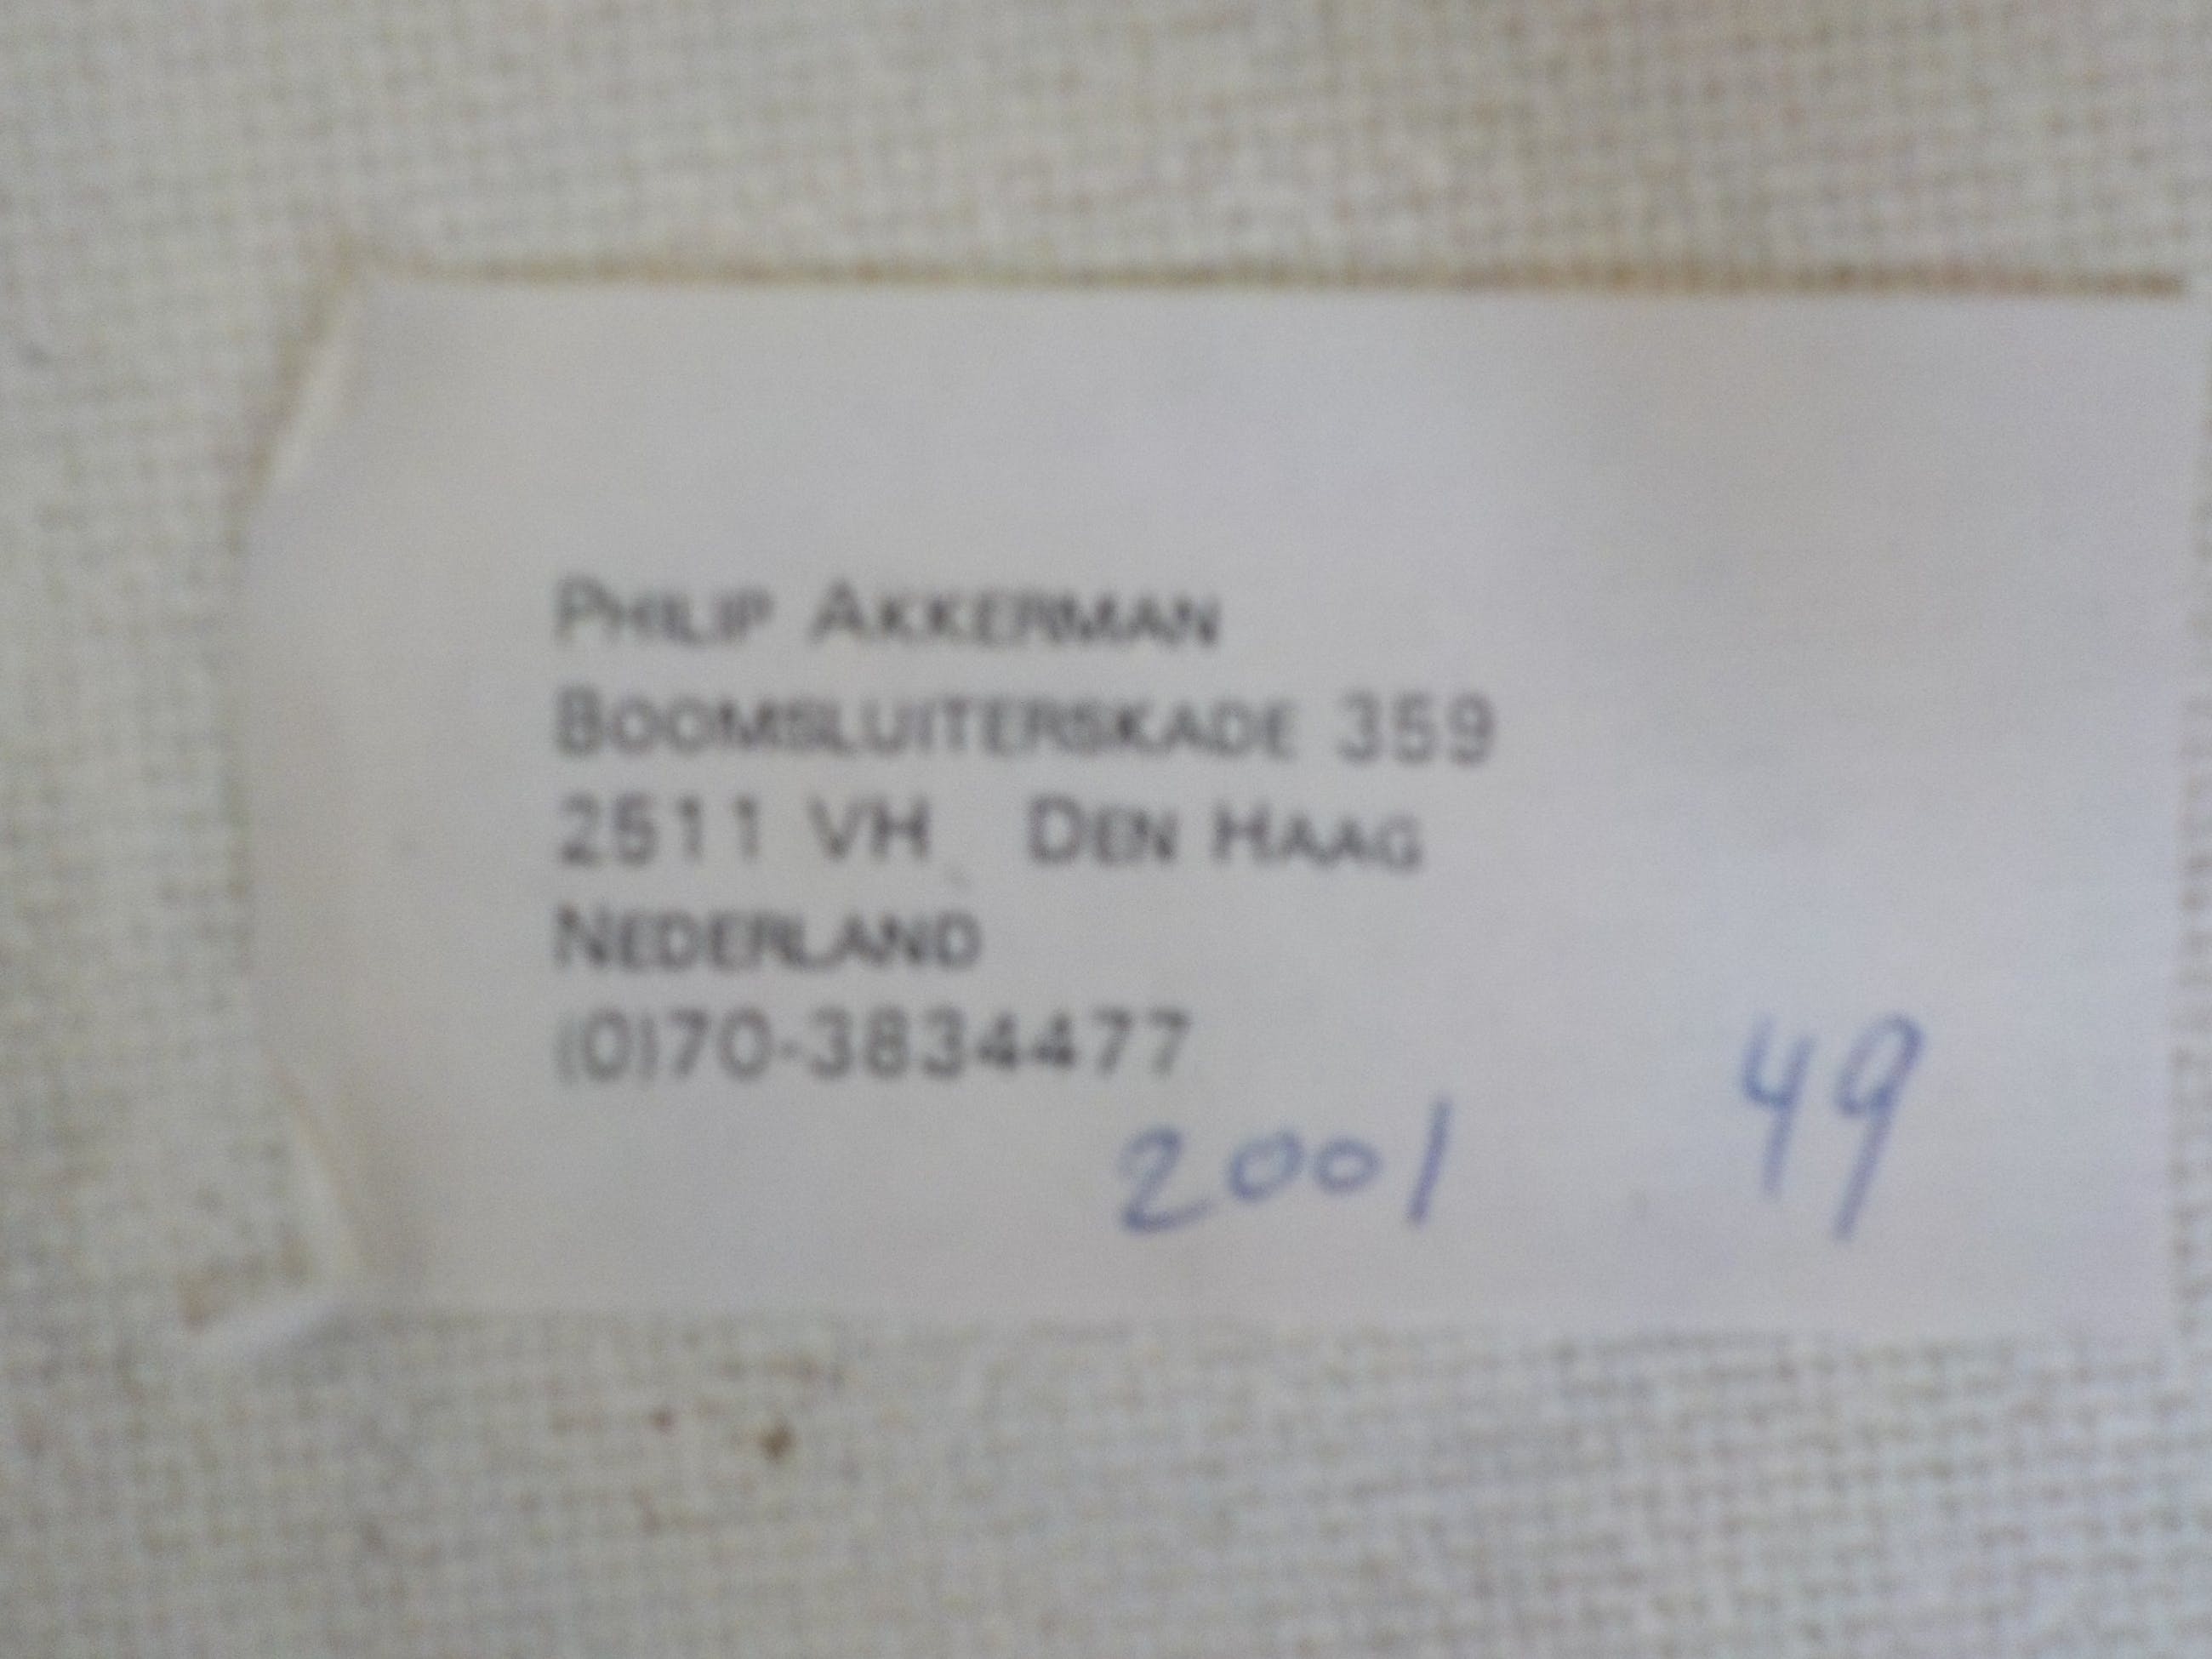 PHILIP AKKERMAN
BOOMSLUITERSKADE 359
2511 VH DEN HAAG
NEDERLAND
(0)70-3834477
2001 49